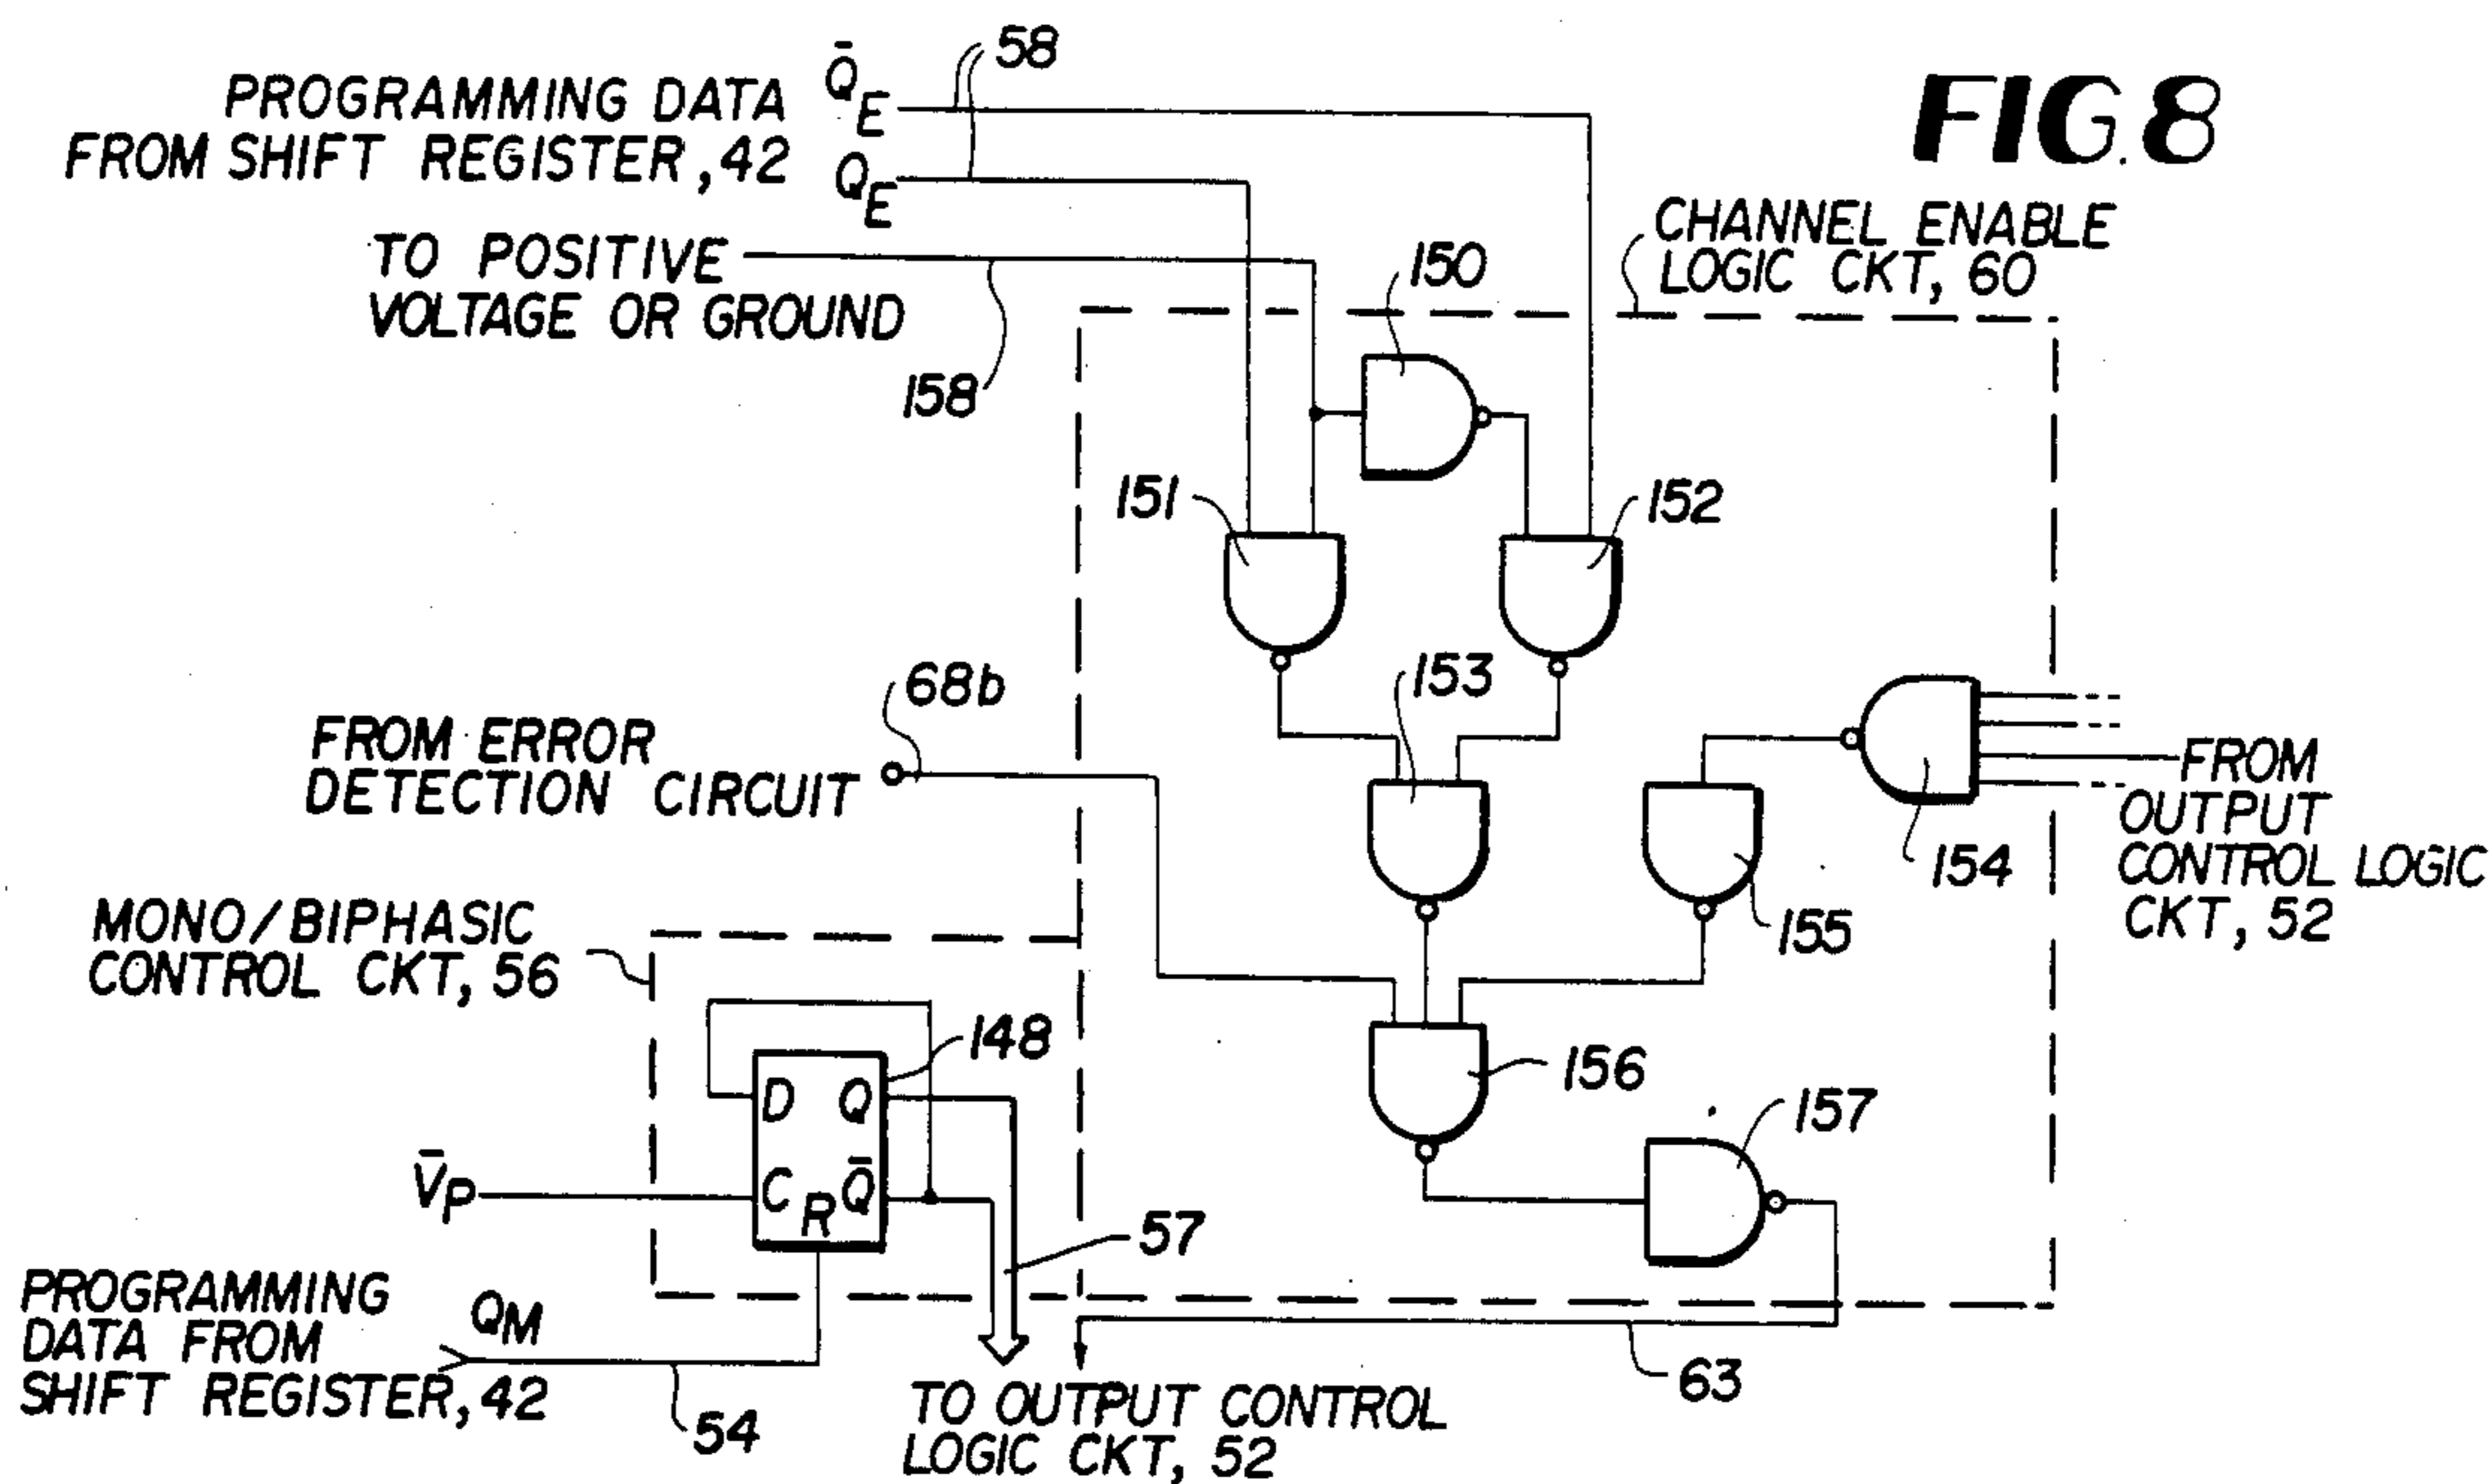 58
FIG. 8
PROGRAMMING DATA
FROM SHIFT REGISTER, 42
Q̄E
QE
TO POSITIVE
VOLTAGE OR GROUND
158
CHANNEL ENABLE
LOGIC CKT, 60
150
151
152
68b
153
FROM ERROR
DETECTION CIRCUIT
154
FROM
OUTPUT
CONTROL LOGIC
CKT, 52
155
MONO/BIPHASIC
CONTROL CKT, 56
148
D Q
C R Q̄
156
157
V̄P
57
PROGRAMMING
DATA FROM
SHIFT REGISTER, 42
QM
54
63
TO OUTPUT CONTROL
LOGIC CKT, 52